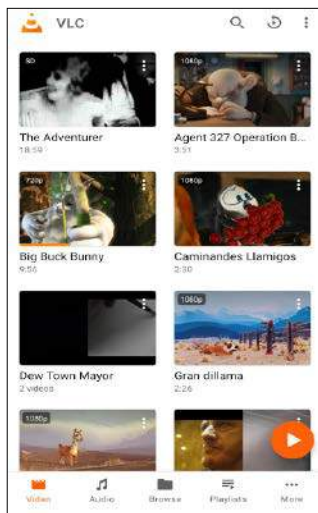 VLC
SD
1080p
The Adventurer
18:59
Agent 327 Operation B...
3:51
720p
1080p
Big Buck Bunny
9:56
Caminandes Llamigos
2:30
1080p
Dew Town Mayor
2 videos
Gran dillama
2:26
1080p
Video
Audio
Browse
Playlists
More